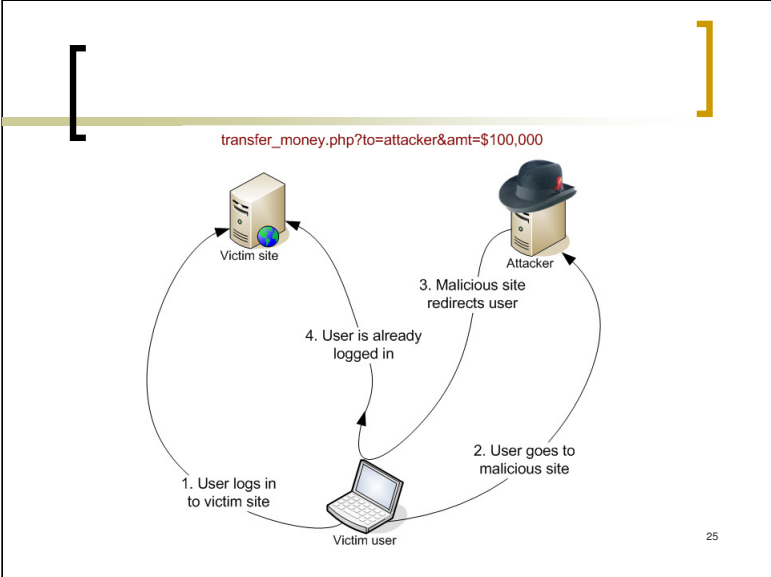 transfer_money.php?to=attacker&amt=$100,000
Victim site
Attacker
3. Malicious site
redirects user
4. User is already
logged in
2. User goes to
malicious site
1. User logs in
to victim site
Victim user
25